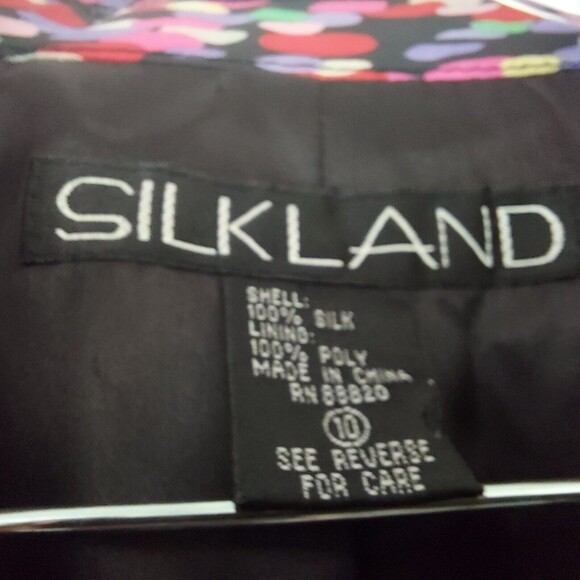 SILKLAND
SHELL:
100% SILK
LINING:
100% POLY
MADE IN CHINA
RN 88820
10
SEE REVERSE
FOR CARE